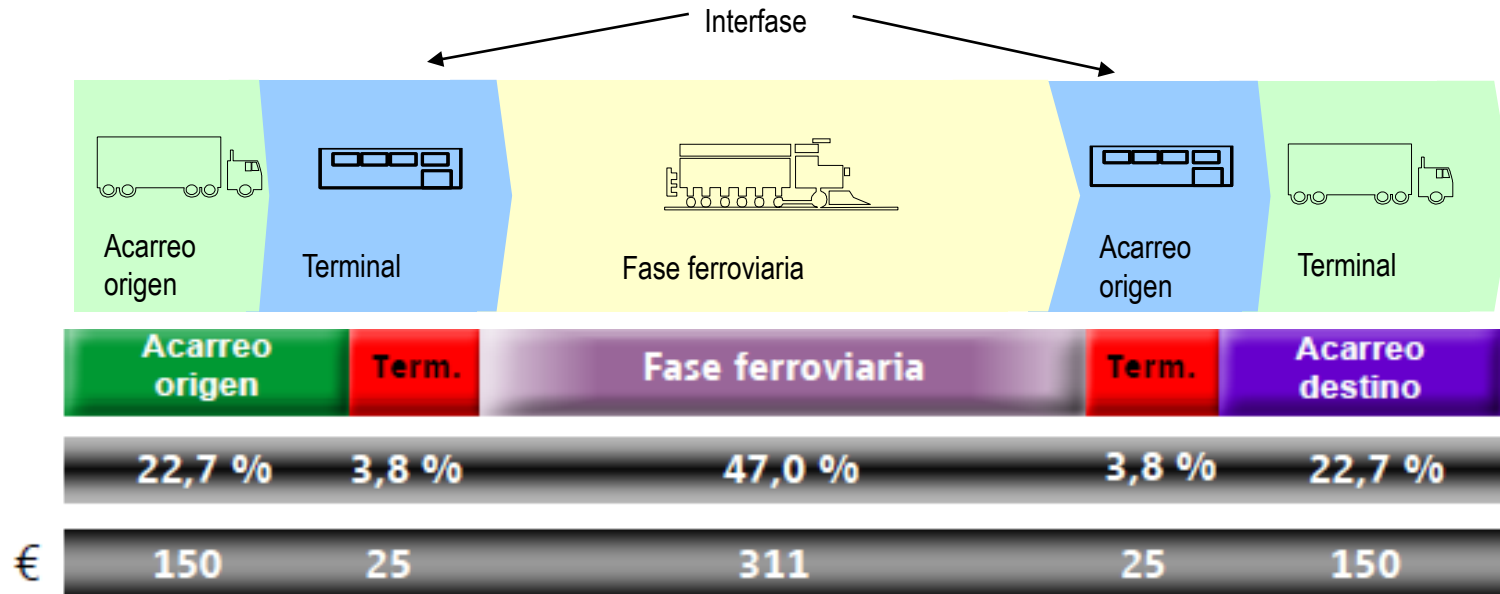 Interfase
Acarreo
origen
Terminal
Fase ferroviaria
Acarreo
origen
Terminal
Acarreo
origen
Term.
Fase ferroviaria
Term.
Acarreo
destino
22,7 % 3,8 % 47,0 % 3,8 % 22,7 %
€ 150 25 311 25 150